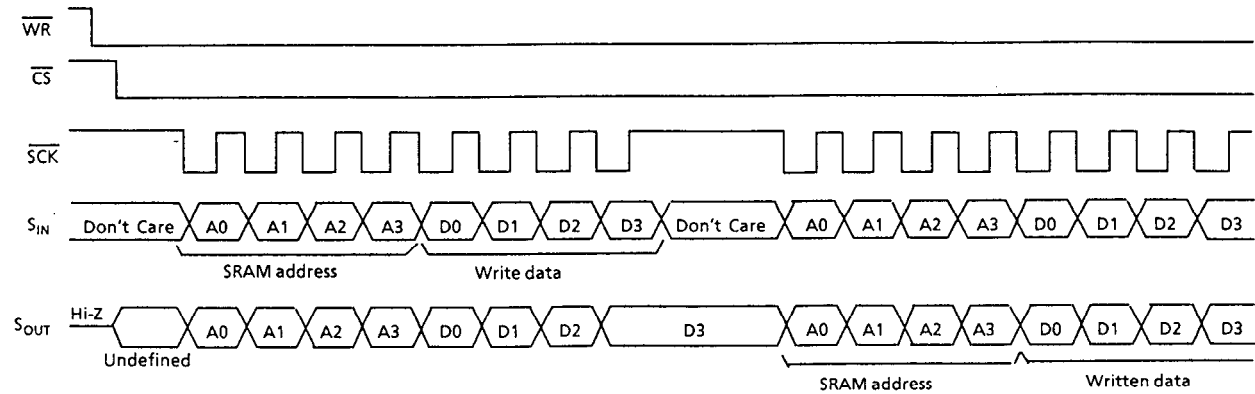 WR
CS
SCK
SIN Don't Care A0 A1 A2 A3 D0 D1 D2 D3 Don't Care A0 A1 A2 A3 D0 D1 D2 D3
SRAM address Write data
SOUT Hi-Z A0 A1 A2 A3 D0 D1 D2 D3 A0 A1 A2 A3 D0 D1 D2 D3
Undefined
SRAM address Written data